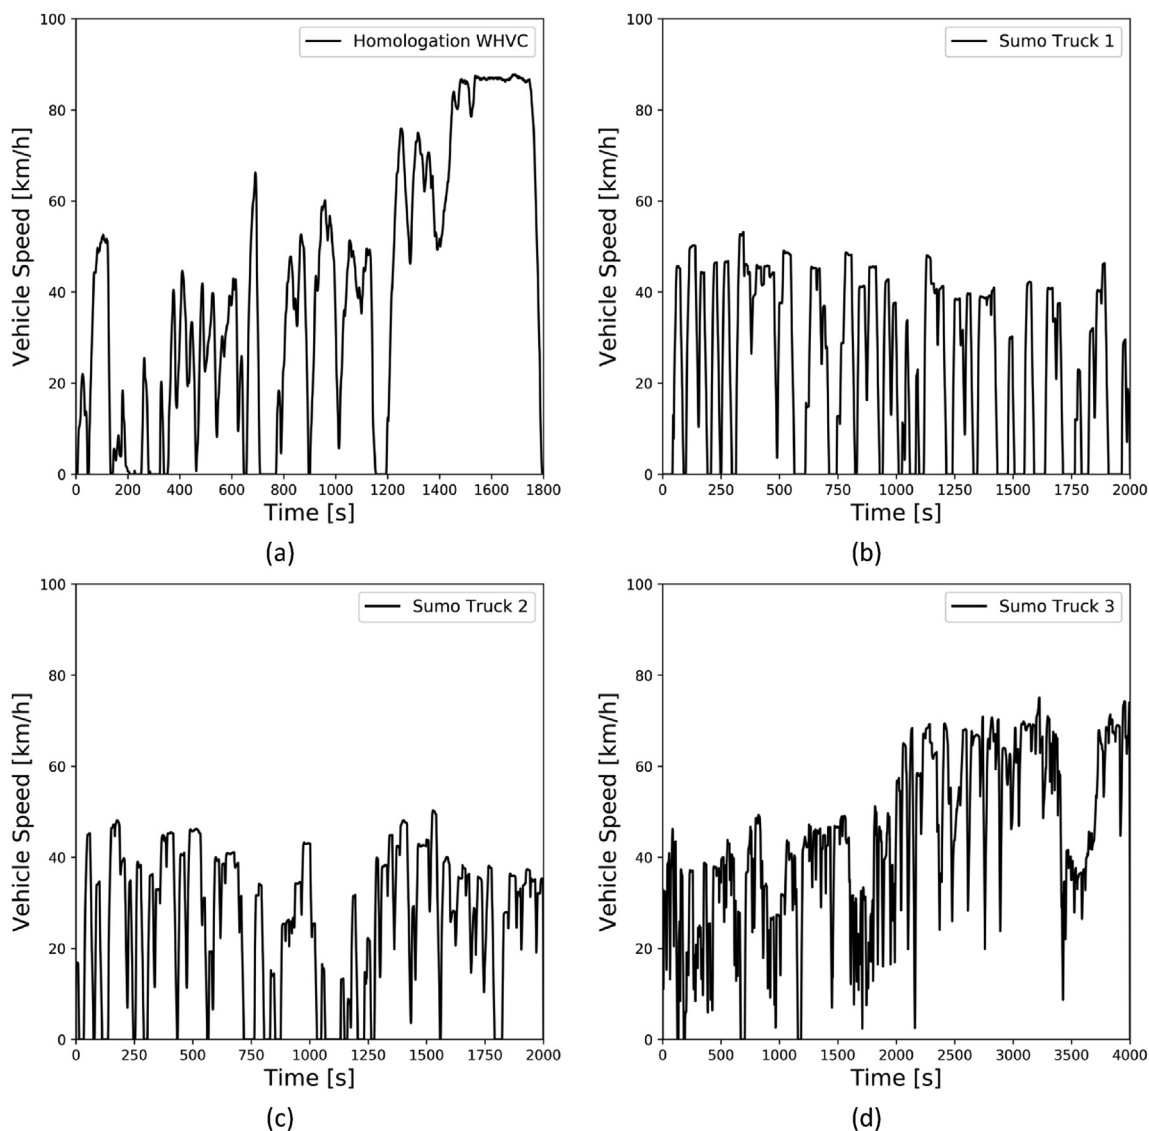 Homologation WHVC
Vehicle Speed [km/h]
100
80
60
40
20
0
0 200 400 600 800 1000 1200 1400 1600 1800
Time [s]
(a)
Sumo Truck 1
Vehicle Speed [km/h]
100
80
60
40
20
0
0 250 500 750 1000 1250 1500 1750 2000
Time [s]
(b)
Sumo Truck 2
Vehicle Speed [km/h]
100
80
60
40
20
0
0 250 500 750 1000 1250 1500 1750 2000
Time [s]
(c)
Sumo Truck 3
Vehicle Speed [km/h]
100
80
60
40
20
0
0 500 1000 1500 2000 2500 3000 3500 4000
Time [s]
(d)